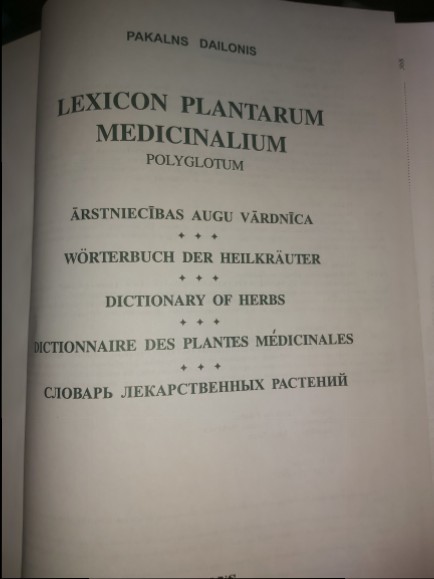 PAKALNS DAILONIS
LEXICON PLANTARUM
MEDICINALIUM
POLYGLOTUM
ĀRSTNIECĪBAS AUGU VĀRDNĪCA
✦ ✦ ✦
WÖRTERBUCH DER HEILKRÄUTER
✦ ✦ ✦
DICTIONARY OF HERBS
✦ ✦ ✦
DICTIONNAIRE DES PLANTES MÉDICINALES
✦ ✦ ✦
СЛОВАРЬ ЛЕКАРСТВЕННЫХ РАСТЕНИЙ